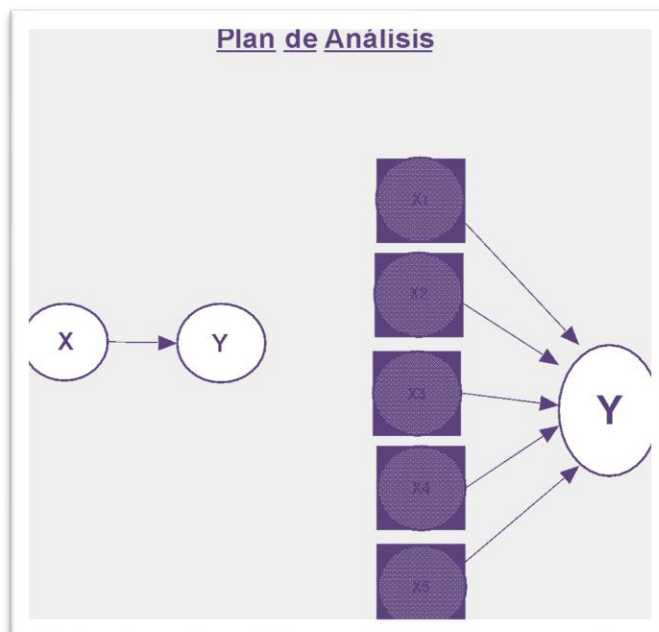 Plan de Análisis
X
Y
X1
X2
X3
X4
X5
Y